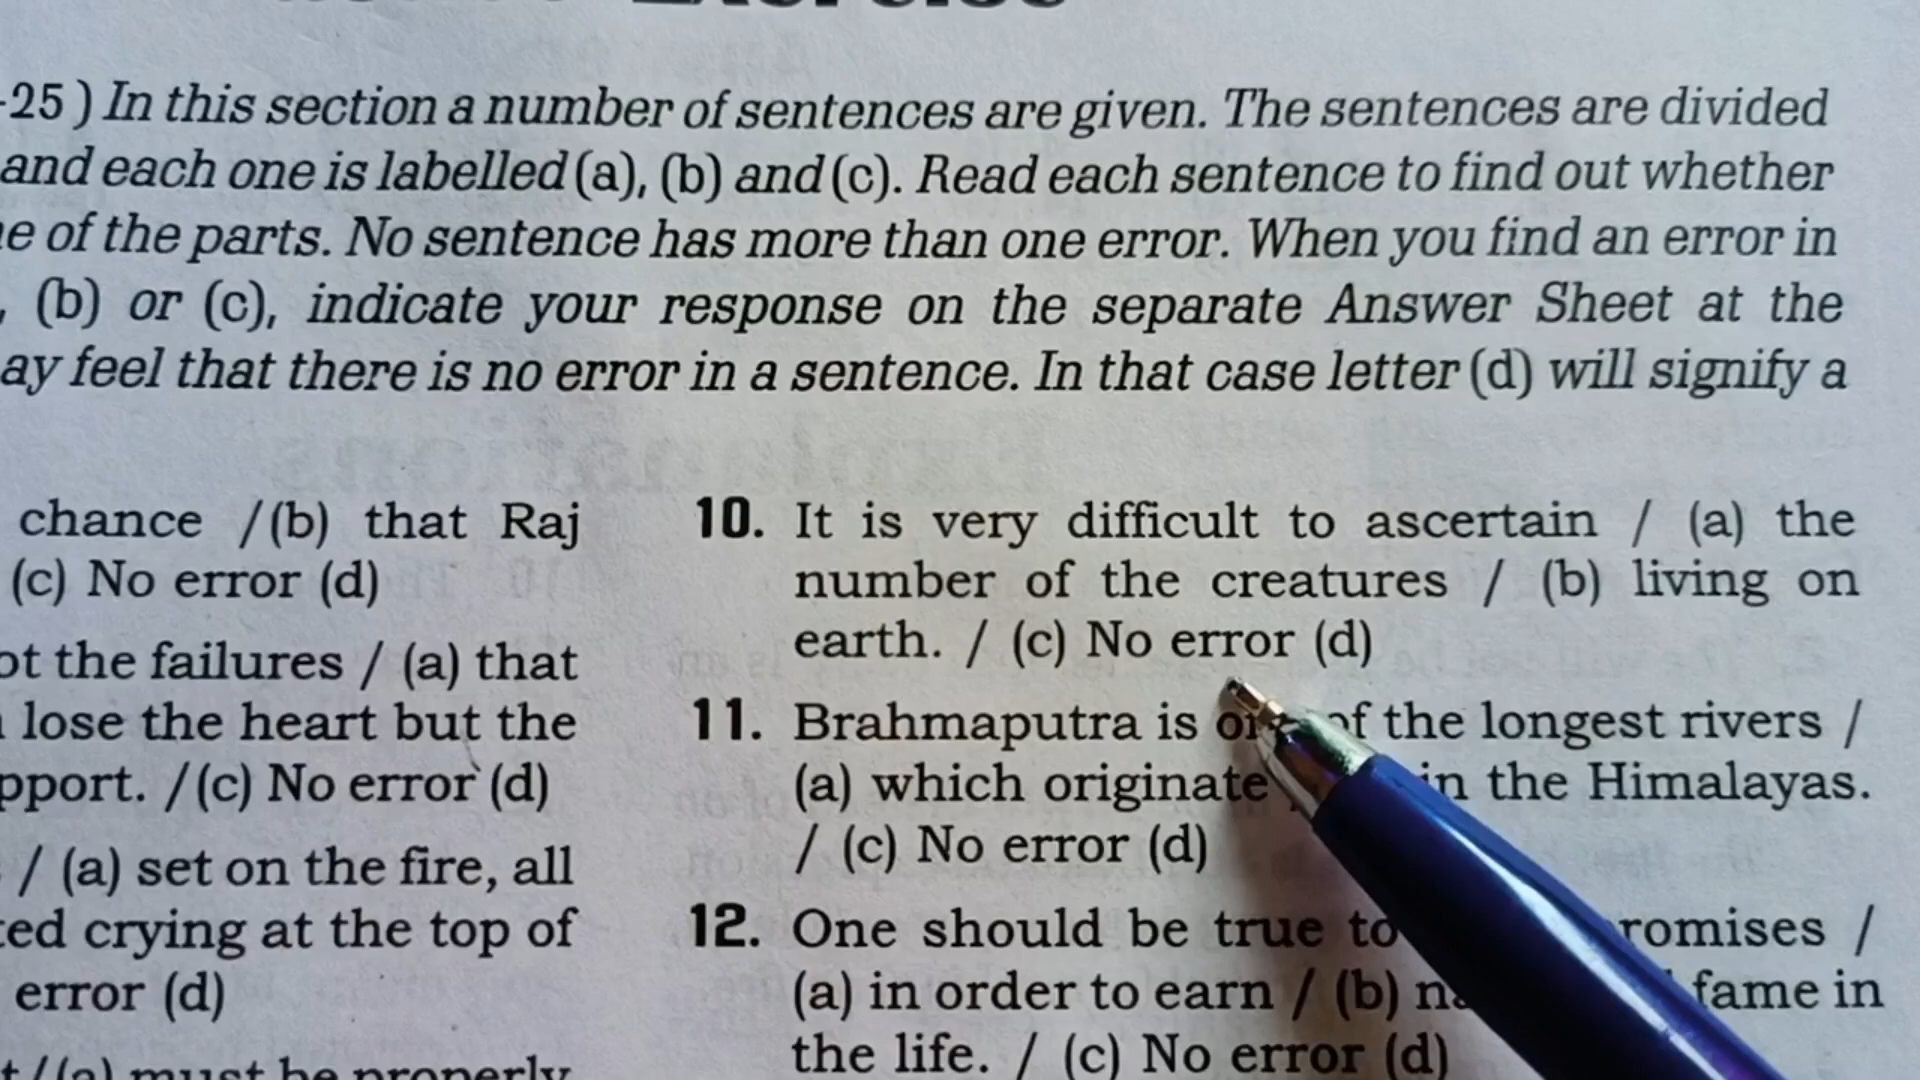 Exercise
-25 ) In this section a number of sentences are given. The sentences are divided
and each one is labelled (a), (b) and (c). Read each sentence to find out whether
e of the parts. No sentence has more than one error. When you find an error in
, (b) or (c), indicate your response on the separate Answer Sheet at the
ay feel that there is no error in a sentence. In that case letter (d) will signify a
chance / (b) that Raj
(c) No error (d)
ot the failures / (a) that
lose the heart but the
pport. / (c) No error (d)
/ (a) set on the fire, all
ted crying at the top of
error (d)
t / (a) must be properly
10. It is very difficult to ascertain / (a) the
number of the creatures / (b) living on
earth. / (c) No error (d)
11. Brahmaputra is of the longest rivers /
(a) which originate in the Himalayas.
/ (c) No error (d)
12. One should be true to romises /
(a) in order to earn / (b) fame in
the life. / (c) No error (d)